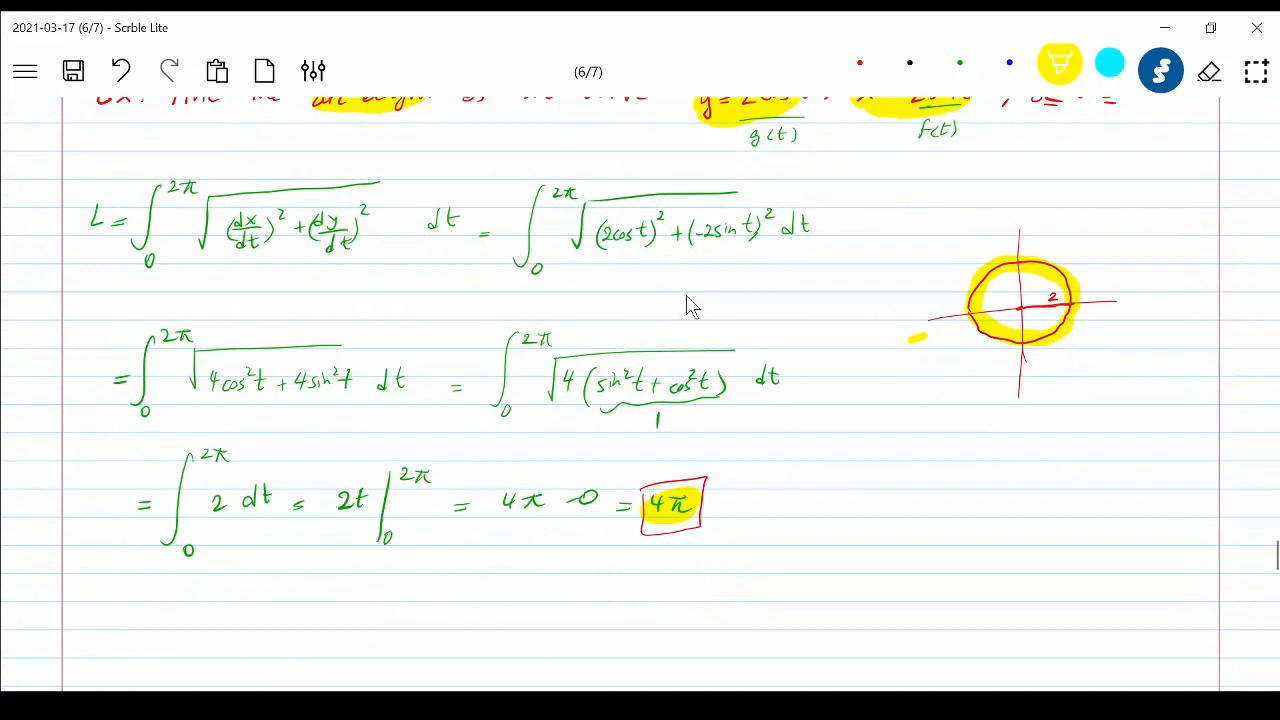 2021-03-17 (6/7) - Scrble Lite
(6/7)
g(t) f(t)
L = ∫₀^{2π} √((dx/dt)² + (dy/dt)²) dt = ∫₀^{2π} √((2cost)² + (-2sint)²) dt
2
= ∫₀^{2π} √(4cos²t + 4sin²t) dt = ∫₀^{2π} √(4(sin²t + cos²t)) dt
1
= ∫₀^{2π} 2 dt = 2t |₀^{2π} = 4π - 0 = 4π